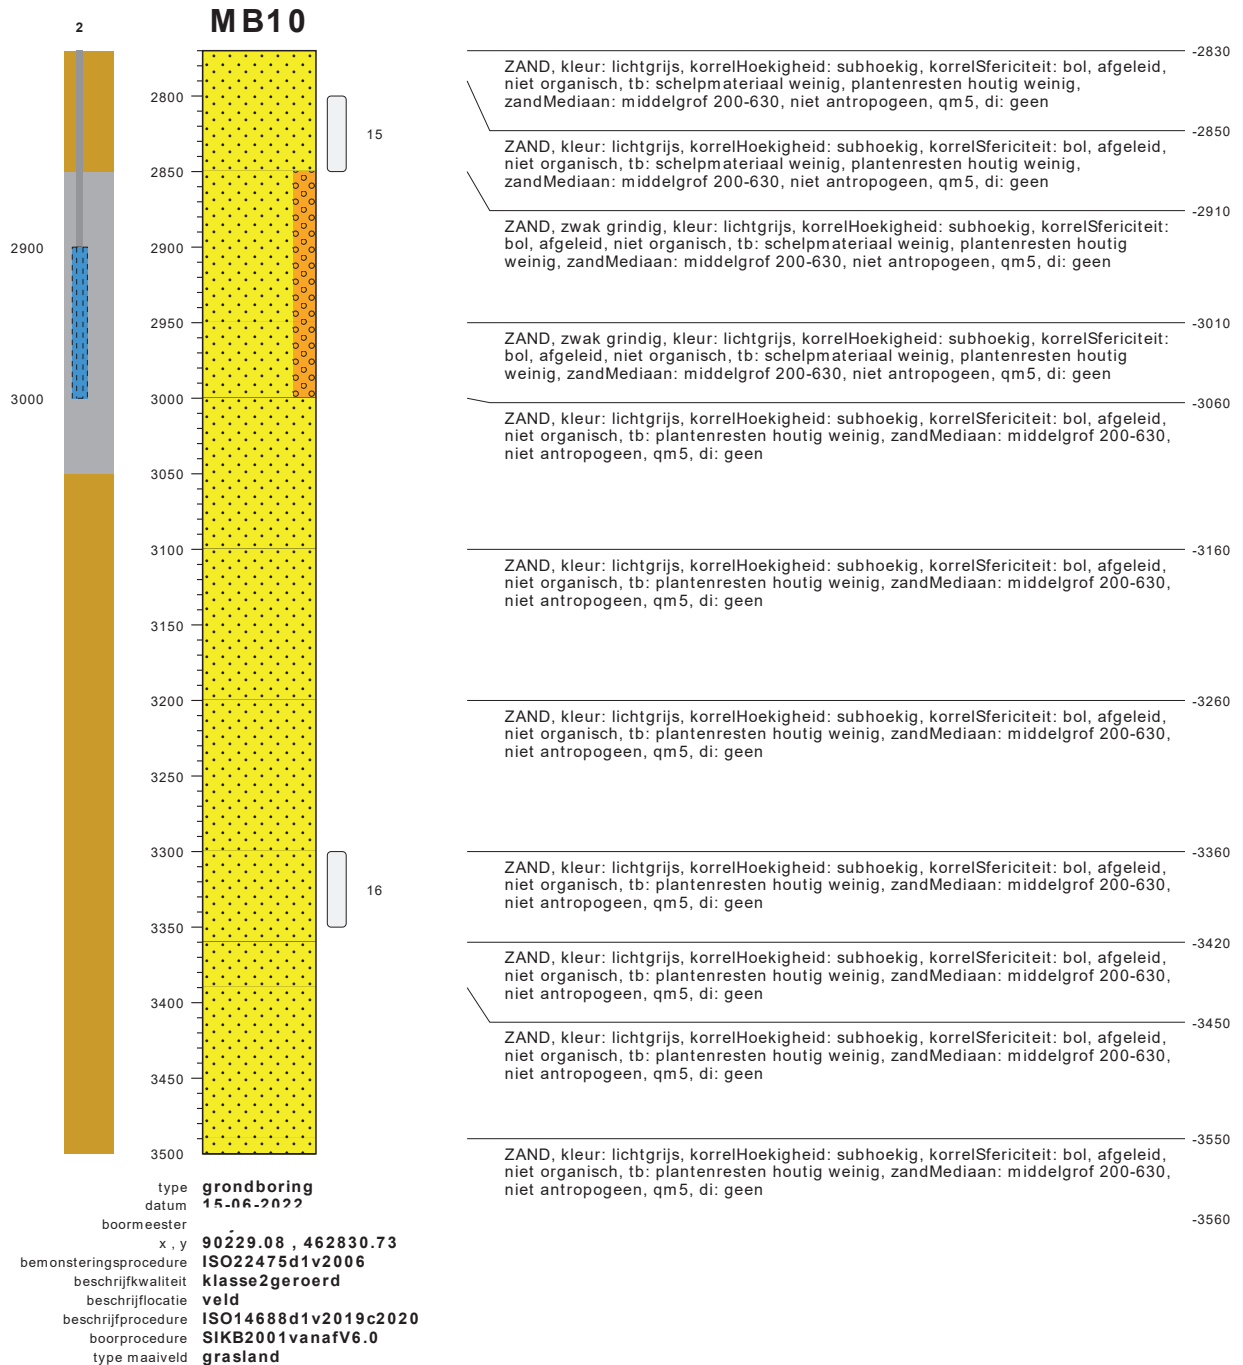 2
MB10
-2830
ZAND, kleur: lichtgrijs, korrelHoekigheid: subhoekig, korrelSfericiteit: bol, afgeleid,
niet organisch, tb: schelpmateriaal weinig, plantenresten houtig weinig,
zandMediaan: middelgrof 200-630, niet antropogeen, qm5, di: geen
2800
15
-2850
ZAND, kleur: lichtgrijs, korrelHoekigheid: subhoekig, korrelSfericiteit: bol, afgeleid,
niet organisch, tb: schelpmateriaal weinig, plantenresten houtig weinig,
zandMediaan: middelgrof 200-630, niet antropogeen, qm5, di: geen
2850
-2910
ZAND, zwak grindig, kleur: lichtgrijs, korrelHoekigheid: subhoekig, korrelSfericiteit:
bol, afgeleid, niet organisch, tb: schelpmateriaal weinig, plantenresten houtig
weinig, zandMediaan: middelgrof 200-630, niet antropogeen, qm5, di: geen
2900
2900
2950
-3010
ZAND, zwak grindig, kleur: lichtgrijs, korrelHoekigheid: subhoekig, korrelSfericiteit:
bol, afgeleid, niet organisch, tb: schelpmateriaal weinig, plantenresten houtig
weinig, zandMediaan: middelgrof 200-630, niet antropogeen, qm5, di: geen
3000
3000
-3060
ZAND, kleur: lichtgrijs, korrelHoekigheid: subhoekig, korrelSfericiteit: bol, afgeleid,
niet organisch, tb: plantenresten houtig weinig, zandMediaan: middelgrof 200-630,
niet antropogeen, qm5, di: geen
3050
3100
-3160
ZAND, kleur: lichtgrijs, korrelHoekigheid: subhoekig, korrelSfericiteit: bol, afgeleid,
niet organisch, tb: plantenresten houtig weinig, zandMediaan: middelgrof 200-630,
niet antropogeen, qm5, di: geen
3150
3200
-3260
ZAND, kleur: lichtgrijs, korrelHoekigheid: subhoekig, korrelSfericiteit: bol, afgeleid,
niet organisch, tb: plantenresten houtig weinig, zandMediaan: middelgrof 200-630,
niet antropogeen, qm5, di: geen
3250
3300
-3360
ZAND, kleur: lichtgrijs, korrelHoekigheid: subhoekig, korrelSfericiteit: bol, afgeleid,
niet organisch, tb: plantenresten houtig weinig, zandMediaan: middelgrof 200-630,
niet antropogeen, qm5, di: geen
16
3350
-3420
ZAND, kleur: lichtgrijs, korrelHoekigheid: subhoekig, korrelSfericiteit: bol, afgeleid,
niet organisch, tb: plantenresten houtig weinig, zandMediaan: middelgrof 200-630,
niet antropogeen, qm5, di: geen
3400
-3450
ZAND, kleur: lichtgrijs, korrelHoekigheid: subhoekig, korrelSfericiteit: bol, afgeleid,
niet organisch, tb: plantenresten houtig weinig, zandMediaan: middelgrof 200-630,
niet antropogeen, qm5, di: geen
3450
-3550
ZAND, kleur: lichtgrijs, korrelHoekigheid: subhoekig, korrelSfericiteit: bol, afgeleid,
niet organisch, tb: plantenresten houtig weinig, zandMediaan: middelgrof 200-630,
niet antropogeen, qm5, di: geen
3500
-3560
type grondboring
datum 15-06-2022
boormeester
x , y 90229.08 , 462830.73
bemonsteringsprocedure ISO22475d1v2006
beschrijfkwaliteit klasse2geroerd
beschrijflocatie veld
beschrijfprocedure ISO14688d1v2019c2020
boorprocedure SIKB2001vanafV6.0
type maaiveld grasland